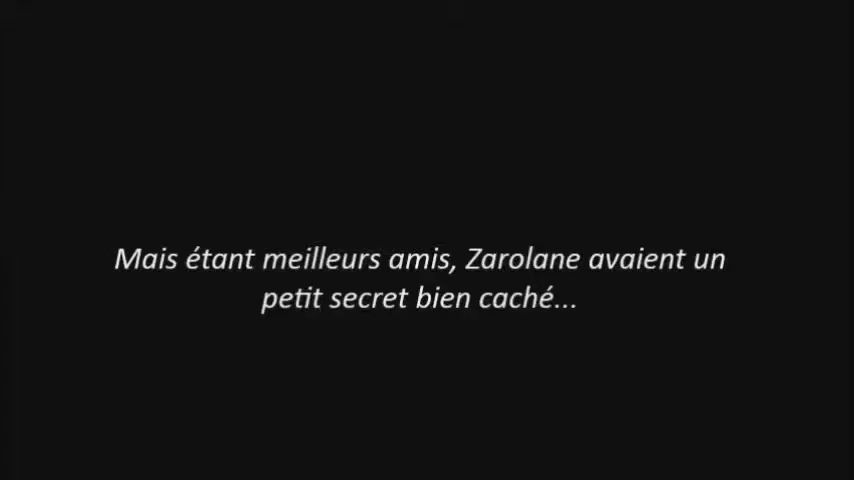 Mais étant meilleurs amis, Zarolane avaient un
petit secret bien caché...